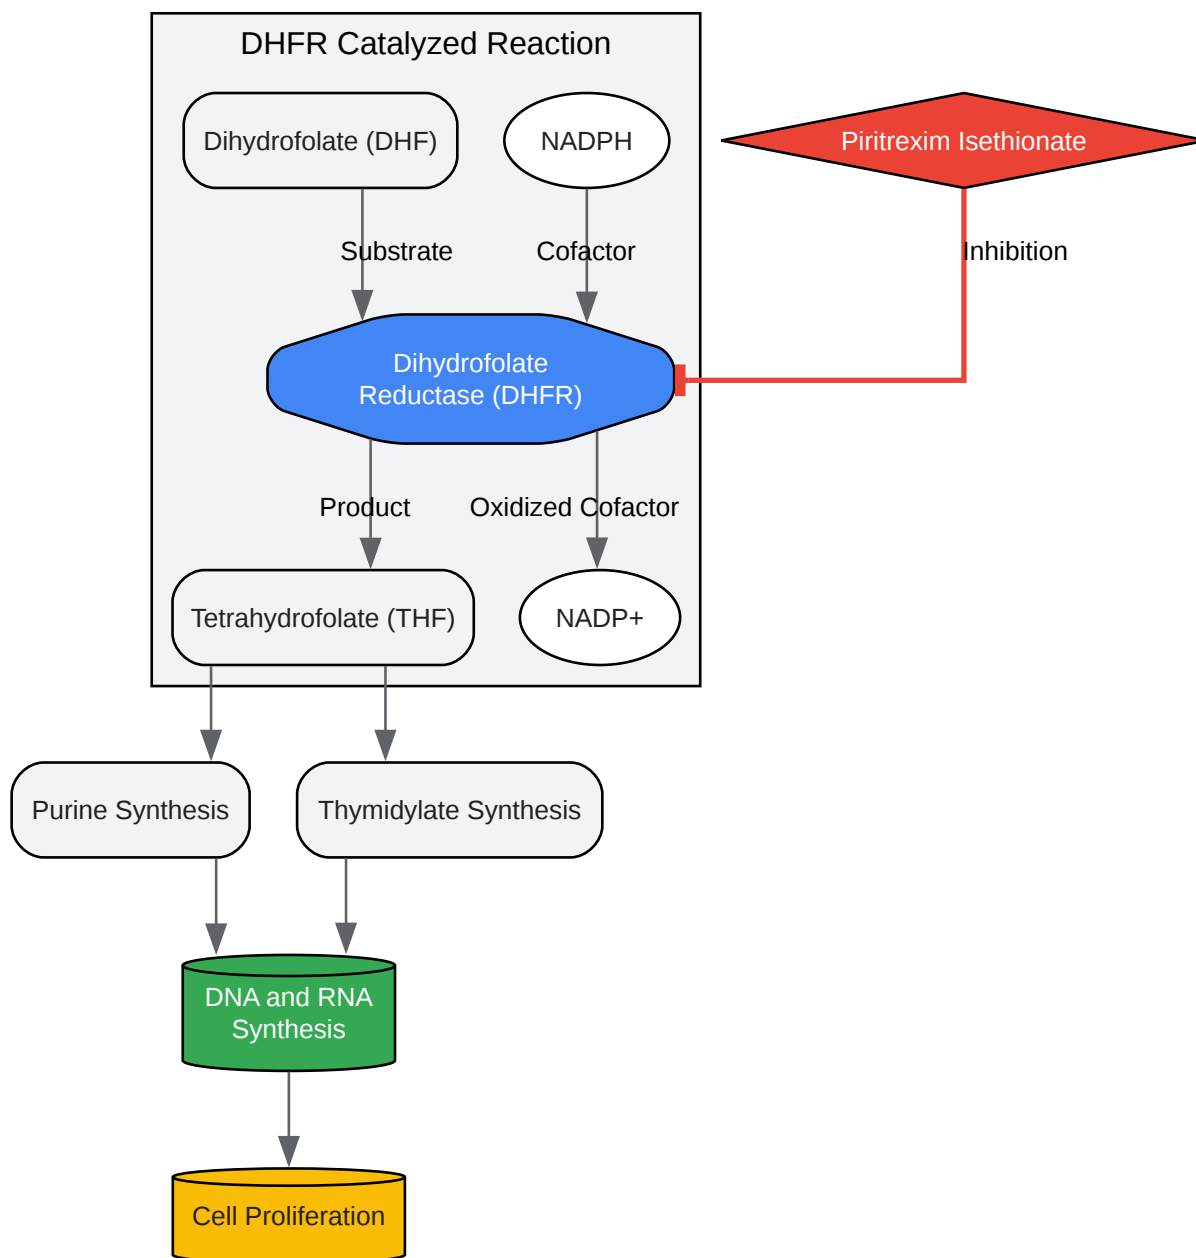 DHFR Catalyzed Reaction
Dihydrofolate (DHF)
NADPH
Piritrexim Isethionate
Substrate
Cofactor
Inhibition
Dihydrofolate
Reductase (DHFR)
Product
Oxidized Cofactor
Tetrahydrofolate (THF)
NADP+
Purine Synthesis
Thymidylate Synthesis
DNA and RNA
Synthesis
Cell Proliferation